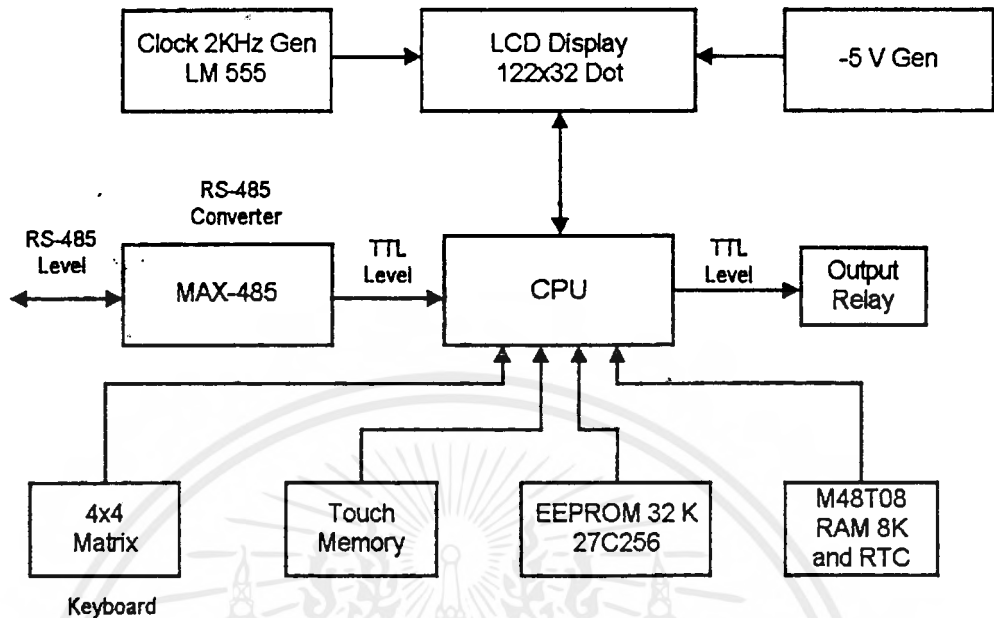 Clock 2KHz Gen
LM 555
LCD Display
122x32 Dot
-5 V Gen
RS-485
Converter
RS-485
Level
MAX-485
TTL
Level
CPU
TTL
Level
Output
Relay
4x4
Matrix
Keyboard
Touch
Memory
EEPROM 32 K
27C256
M48T08
RAM 8K
and RTC